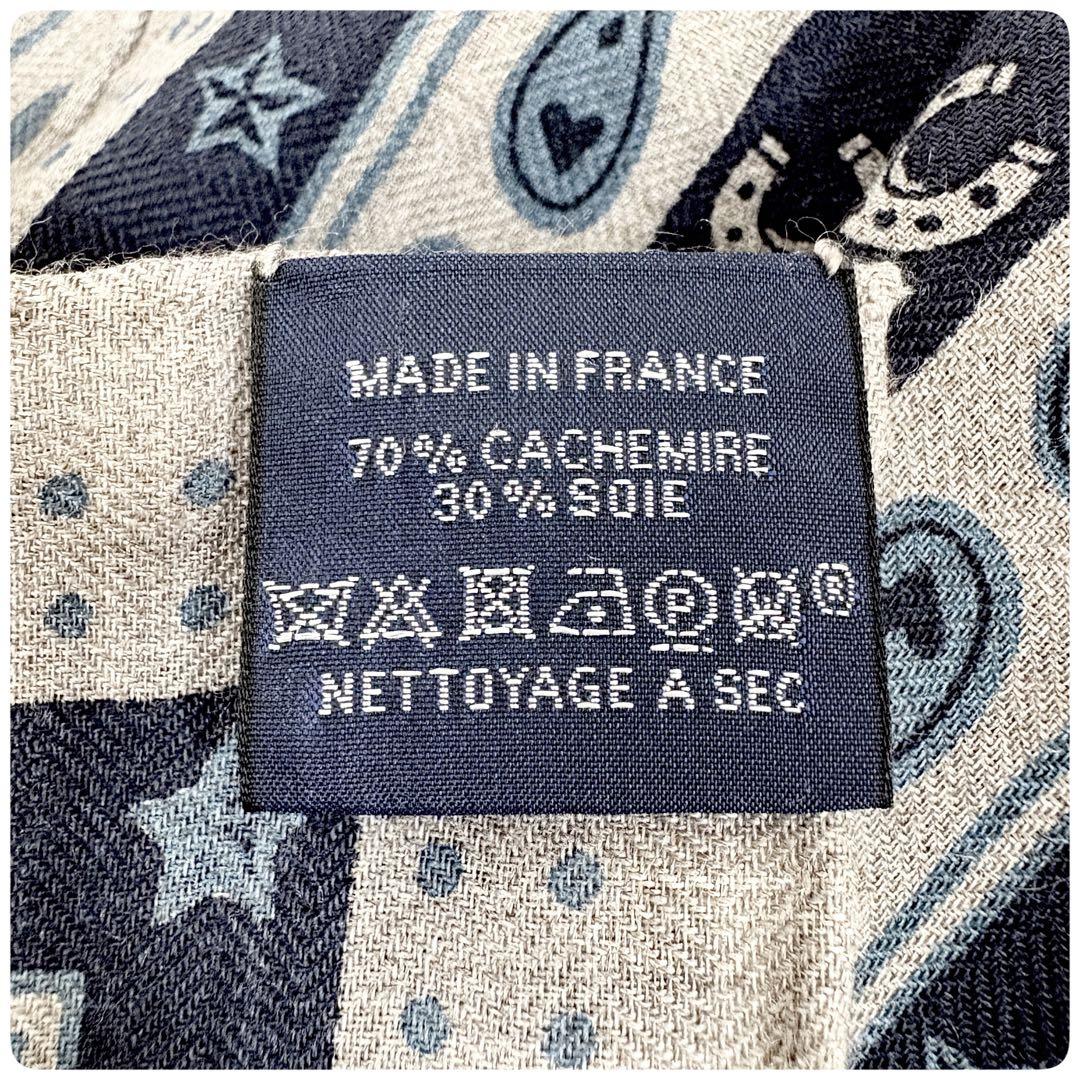 MADE IN FRANCE
70% CACHEMIRE
30% SOIE
P W ®
NETTOYAGE A SEC